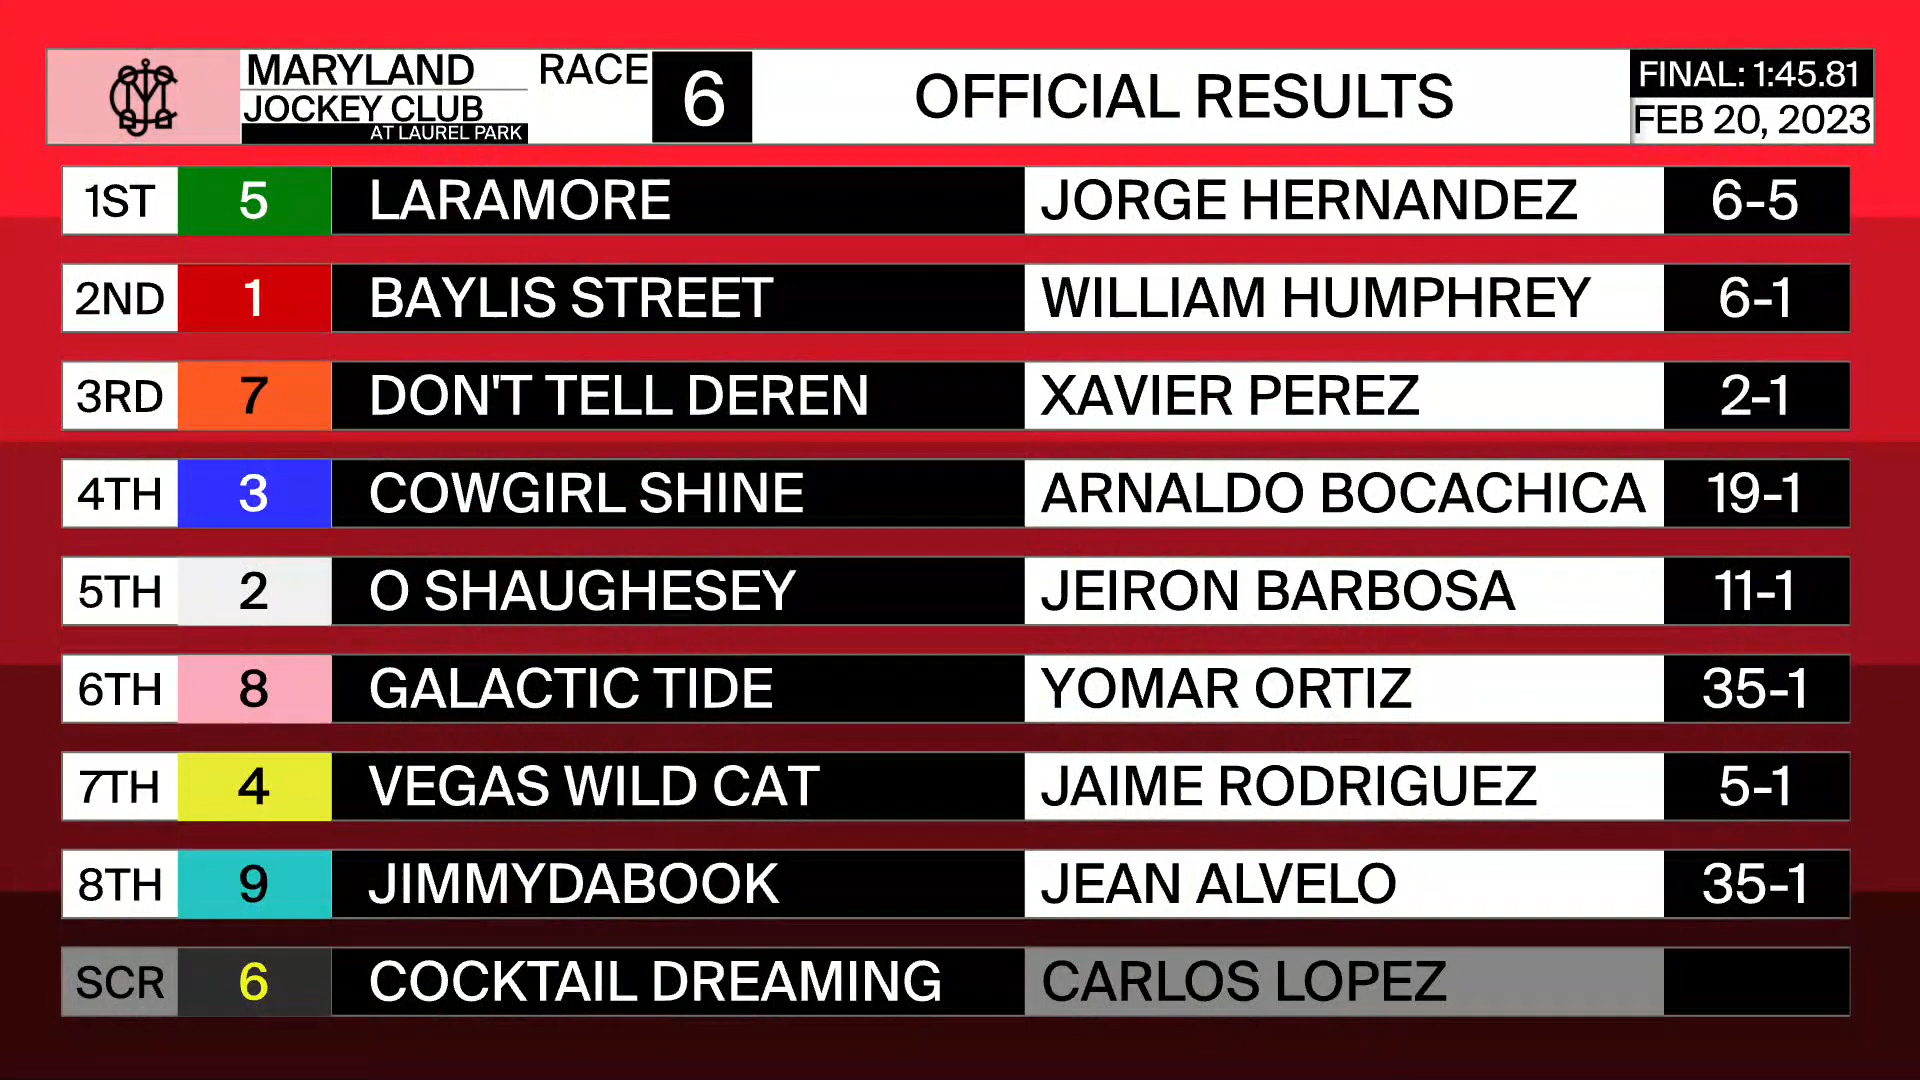 MARYLAND
JOCKEY CLUB
AT LAUREL PARK
RACE 6
OFFICIAL RESULTS
FINAL: 1:45.81
FEB 20, 2023
1ST 5 LARAMORE JORGE HERNANDEZ 6-5
2ND 1 BAYLIS STREET WILLIAM HUMPHREY 6-1
3RD 7 DON'T TELL DEREN XAVIER PEREZ 2-1
4TH 3 COWGIRL SHINE ARNALDO BOCACHICA 19-1
5TH 2 O SHAUGHESEY JEIRON BARBOSA 11-1
6TH 8 GALACTIC TIDE YOMAR ORTIZ 35-1
7TH 4 VEGAS WILD CAT JAIME RODRIGUEZ 5-1
8TH 9 JIMMYDABOOK JEAN ALVELO 35-1
SCR 6 COCKTAIL DREAMING CARLOS LOPEZ